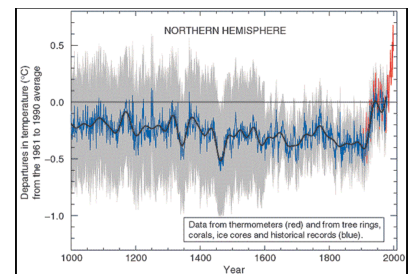 NORTHERN HEMISPHERE
Departures in temperature (°C)
from the 1961 to 1990 average
0.5
0.0
−0.5
−1.0
Data from thermometers (red) and from tree rings,
corals, ice cores and historical records (blue).
1000 1200 1400 1600 1800 2000
Year